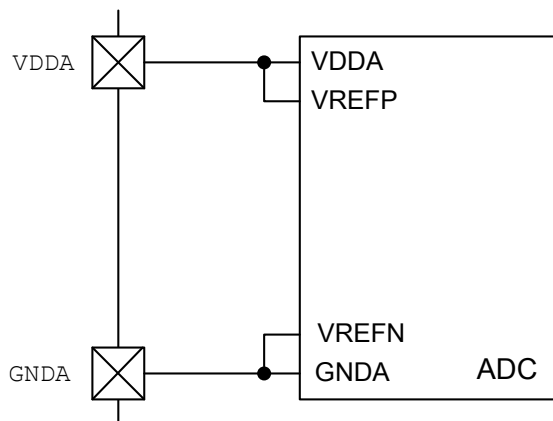 VDDA
VDDA
VREFP
VREFN
GNDA
GNDA
ADC